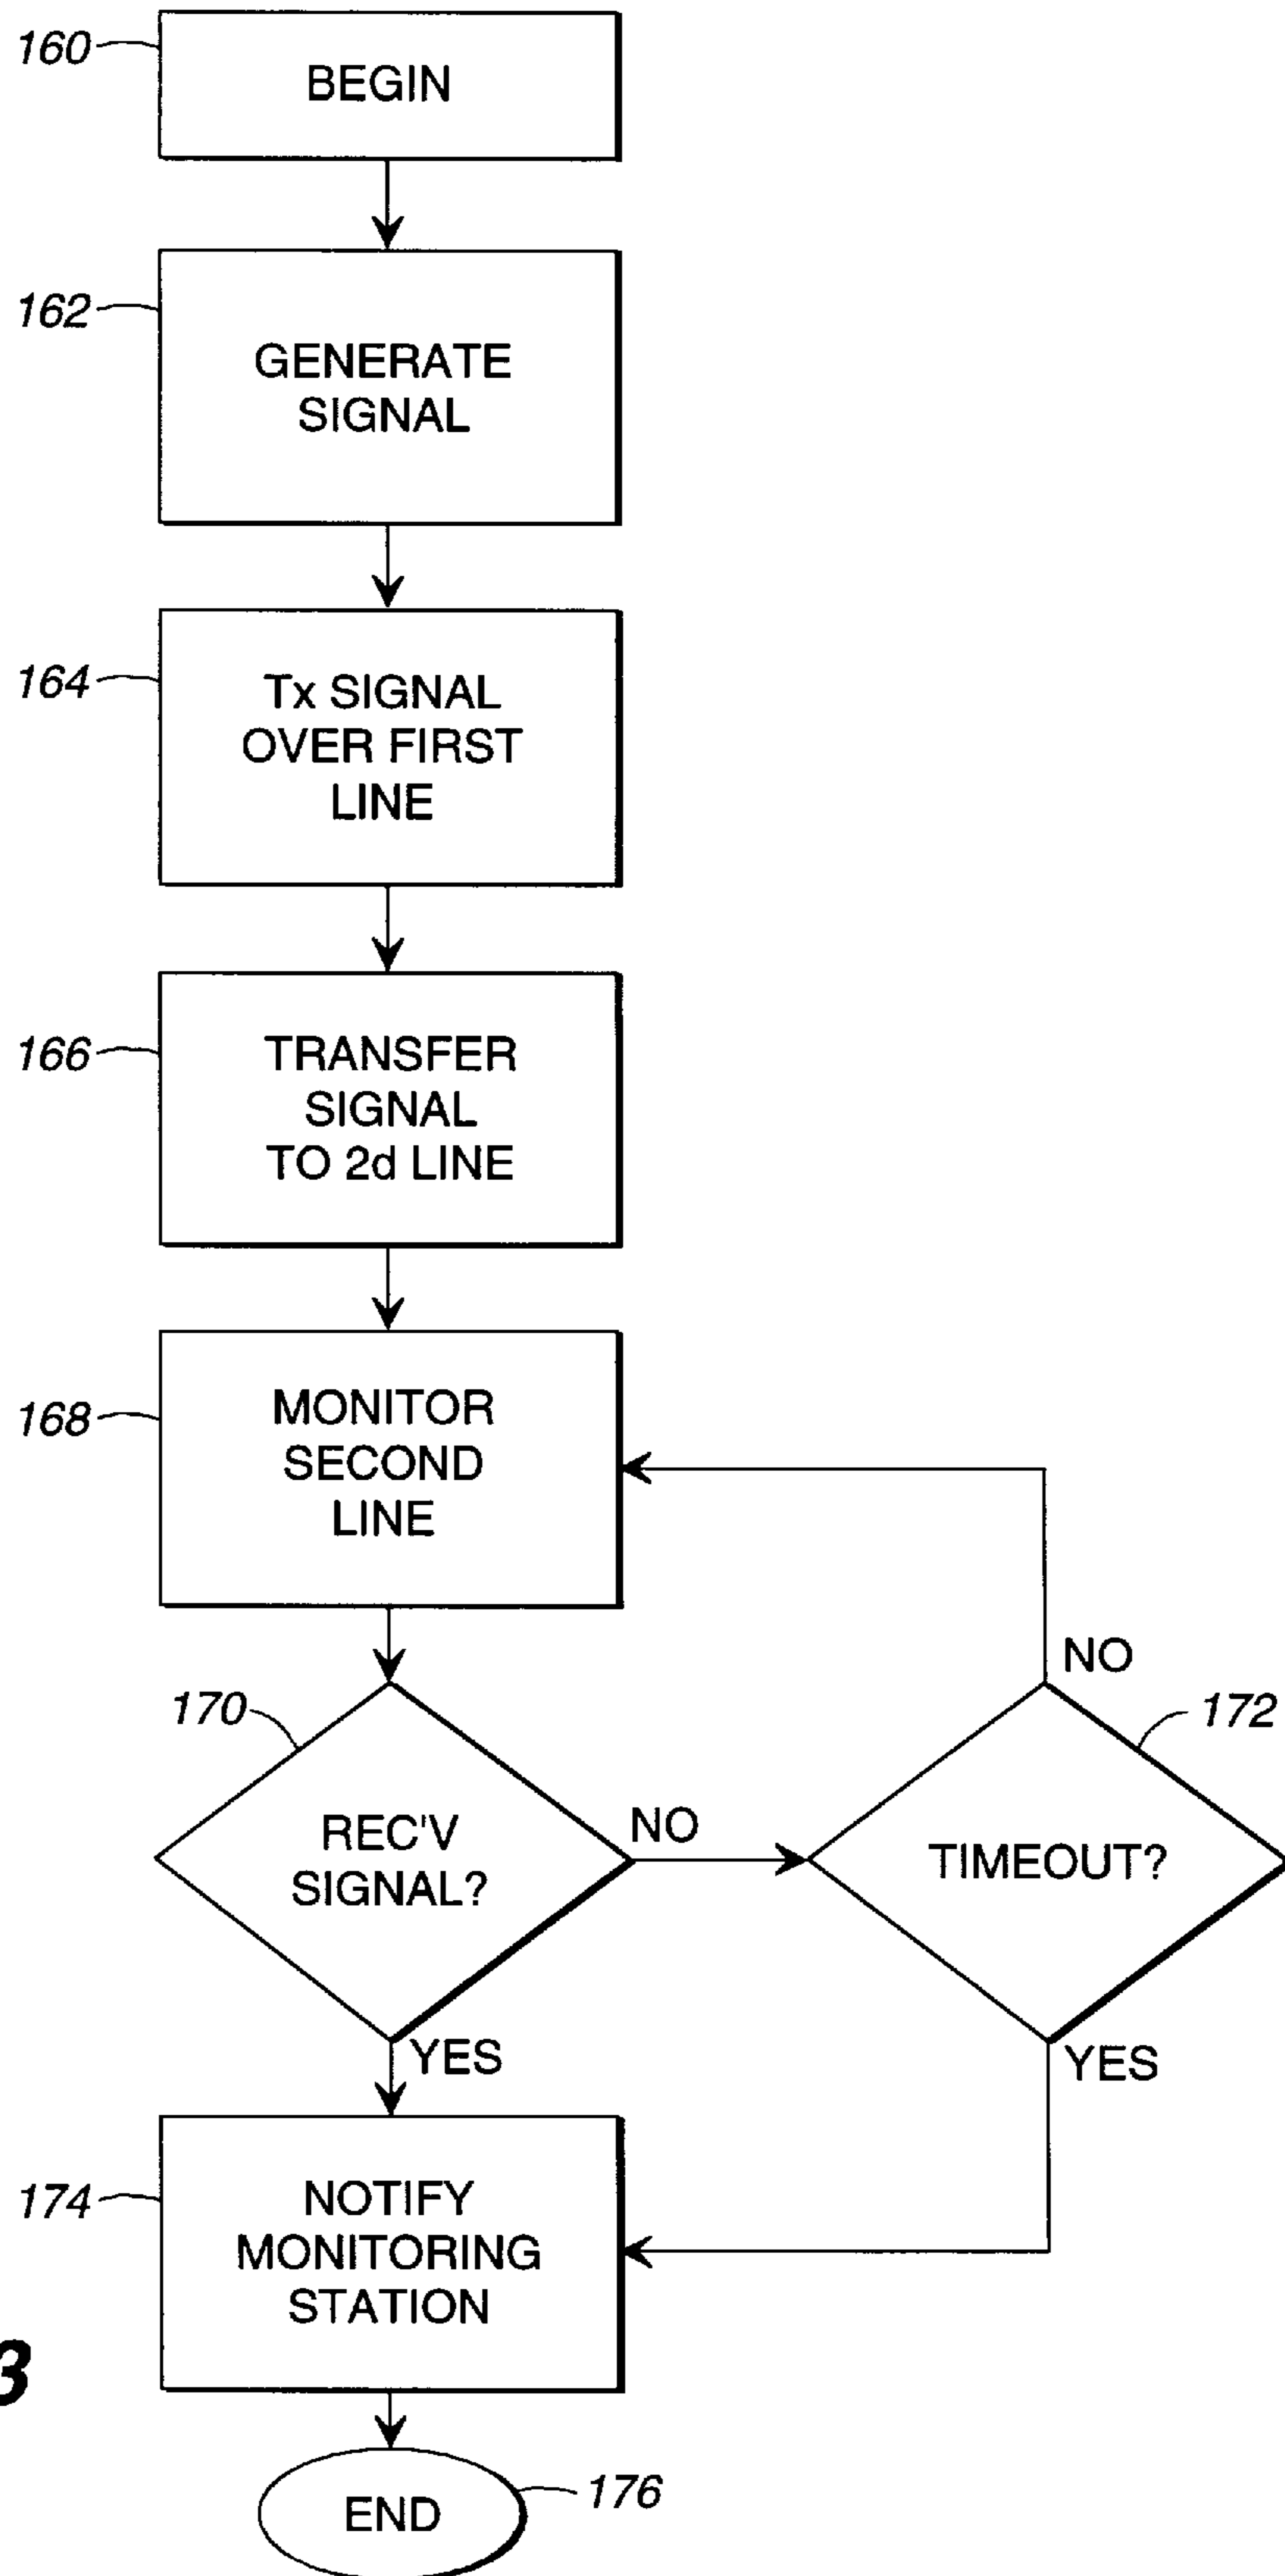 160
BEGIN
162
GENERATE
SIGNAL
164
Tx SIGNAL
OVER FIRST
LINE
166
TRANSFER
SIGNAL
TO 2d LINE
168
MONITOR
SECOND
LINE
NO
170
172
REC'V
SIGNAL?
NO
TIMEOUT?
YES
YES
174
NOTIFY
MONITORING
STATION
3
END
176